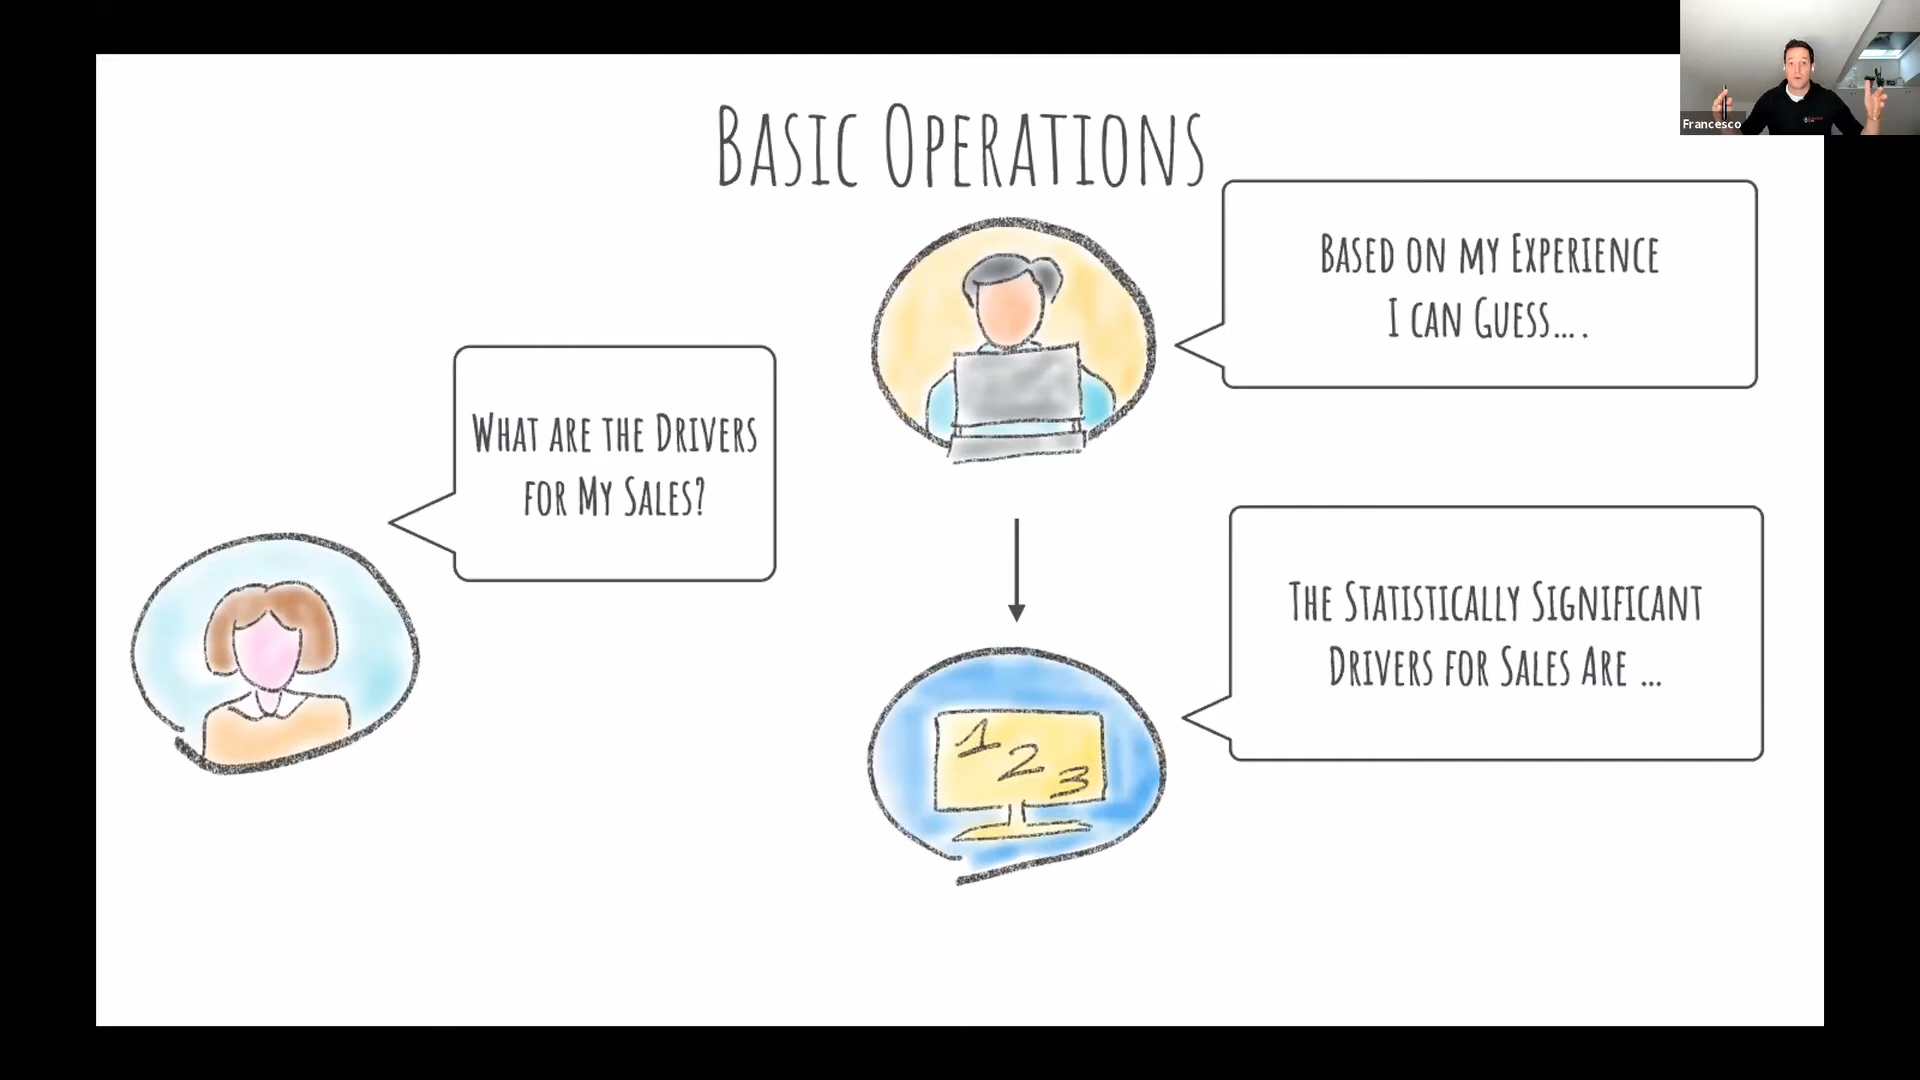 Francesco
BASIC OPERATIONS
BASED ON MY EXPERIENCE
I CAN GUESS....
WHAT ARE THE DRIVERS
FOR MY SALES?
THE STATISTICALLY SIGNIFICANT
DRIVERS FOR SALES ARE ...
1
2
3